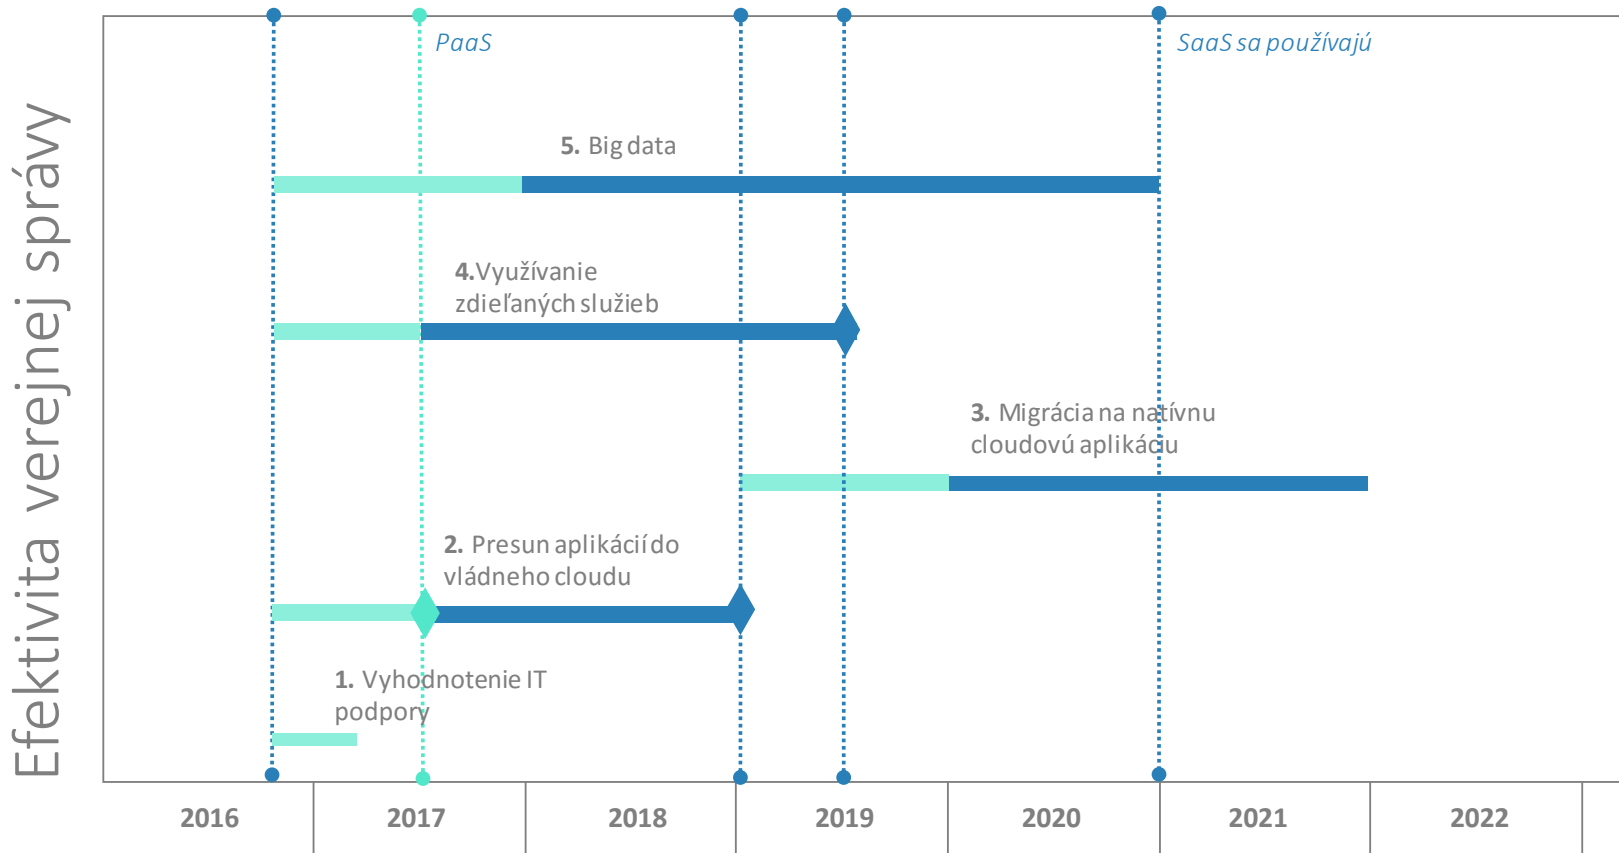 Efektivita verejnej správy
PaaS
SaaS sa používajú
5. Big data
4.Využívanie
zdieľaných služieb
3. Migrácia na natívnu
cloudovú aplikáciu
2. Presun aplikácií do
vládneho cloudu
1. Vyhodnotenie IT
podpory
2016 2017 2018 2019 2020 2021 2022